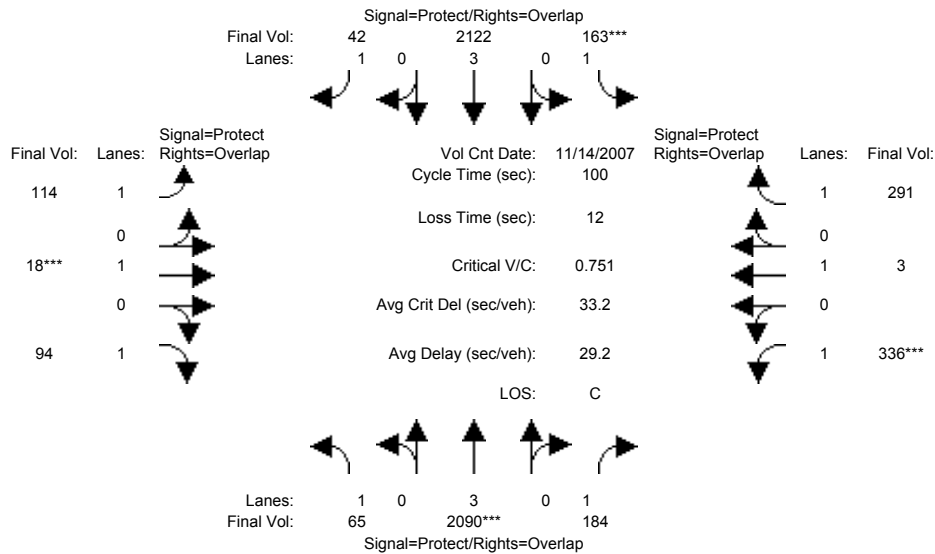 Signal=Protect/Rights=Overlap
Final Vol: 42 2122 163***
Lanes: 1 0 3 0 1
Signal=Protect Signal=Protect
Final Vol: Lanes: Rights=Overlap Vol Cnt Date: 11/14/2007 Rights=Overlap Lanes: Final Vol:
Cycle Time (sec): 100
114 1 1 291
Loss Time (sec): 12
0 0
18*** 1 Critical V/C: 0.751 1 3
0 Avg Crit Del (sec/veh): 33.2 0
94 1 Avg Delay (sec/veh): 29.2 1 336***
LOS: C
Lanes: 1 0 3 0 1
Final Vol: 65 2090*** 184
Signal=Protect/Rights=Overlap